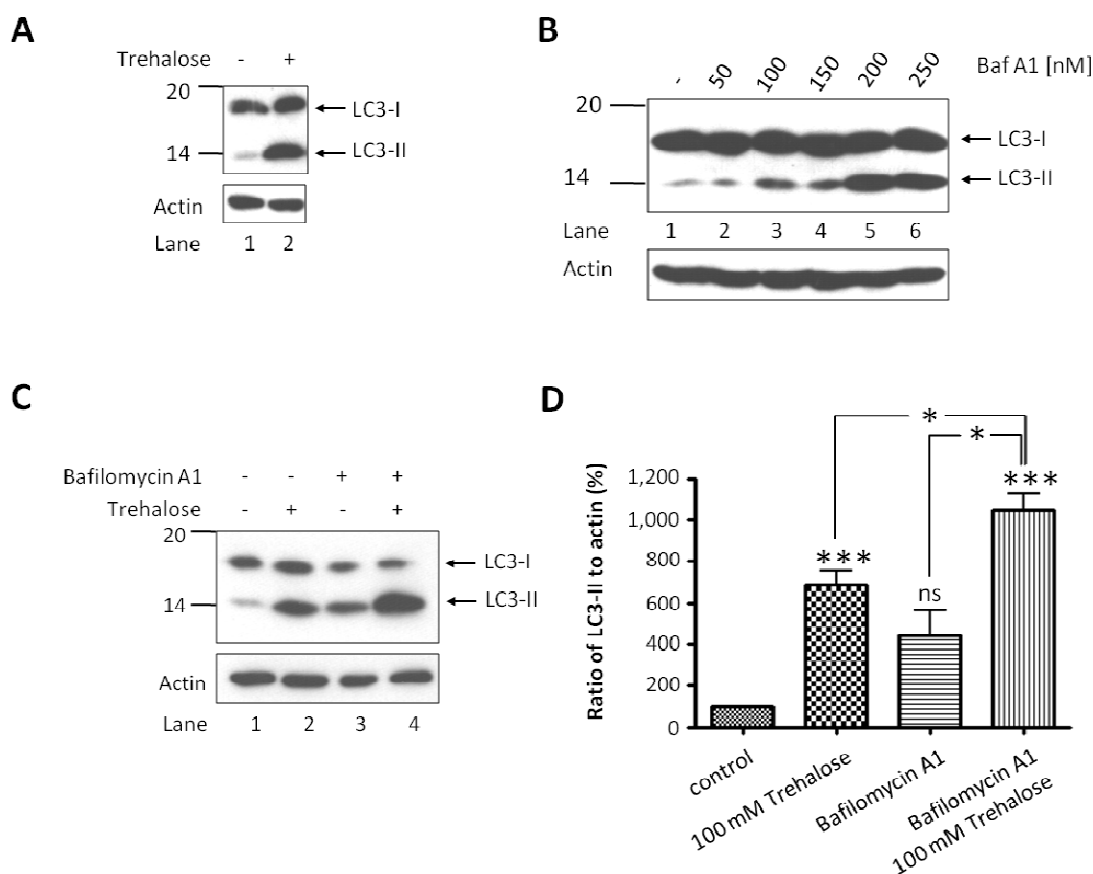 A
Trehalose - +
20
LC3-I
14
LC3-II
Actin
Lane 1 2
B
- 50 100 150 200 250 Baf A1 [nM]
20
LC3-I
14
LC3-II
Lane 1 2 3 4 5 6
Actin
C
Bafilomycin A1 - - + +
Trehalose - + - +
20
LC3-I
14
LC3-II
Actin
Lane 1 2 3 4
D
Ratio of LC3-II to actin (%)
1,200
1,000
800
600
400
200
0
*
*
***
***
ns
control
100 mM Trehalose
Bafilomycin A1
Bafilomycin A1
100 mM Trehalose